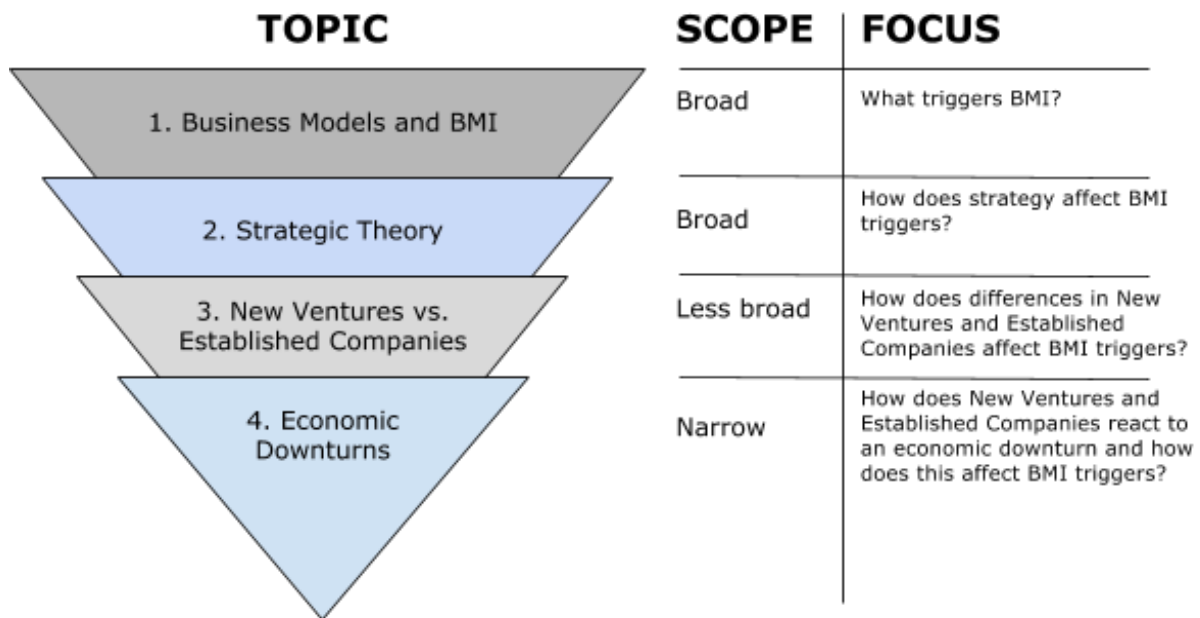 TOPIC
SCOPE
FOCUS
1. Business Models and BMI
Broad
What triggers BMI?
2. Strategic Theory
Broad
How does strategy affect BMI
triggers?
3. New Ventures vs.
Established Companies
Less broad
How does differences in New
Ventures and Established
Companies affect BMI triggers?
4. Economic
Downturns
Narrow
How does New Ventures and
Established Companies react to
an economic downturn and how
does this affect BMI triggers?